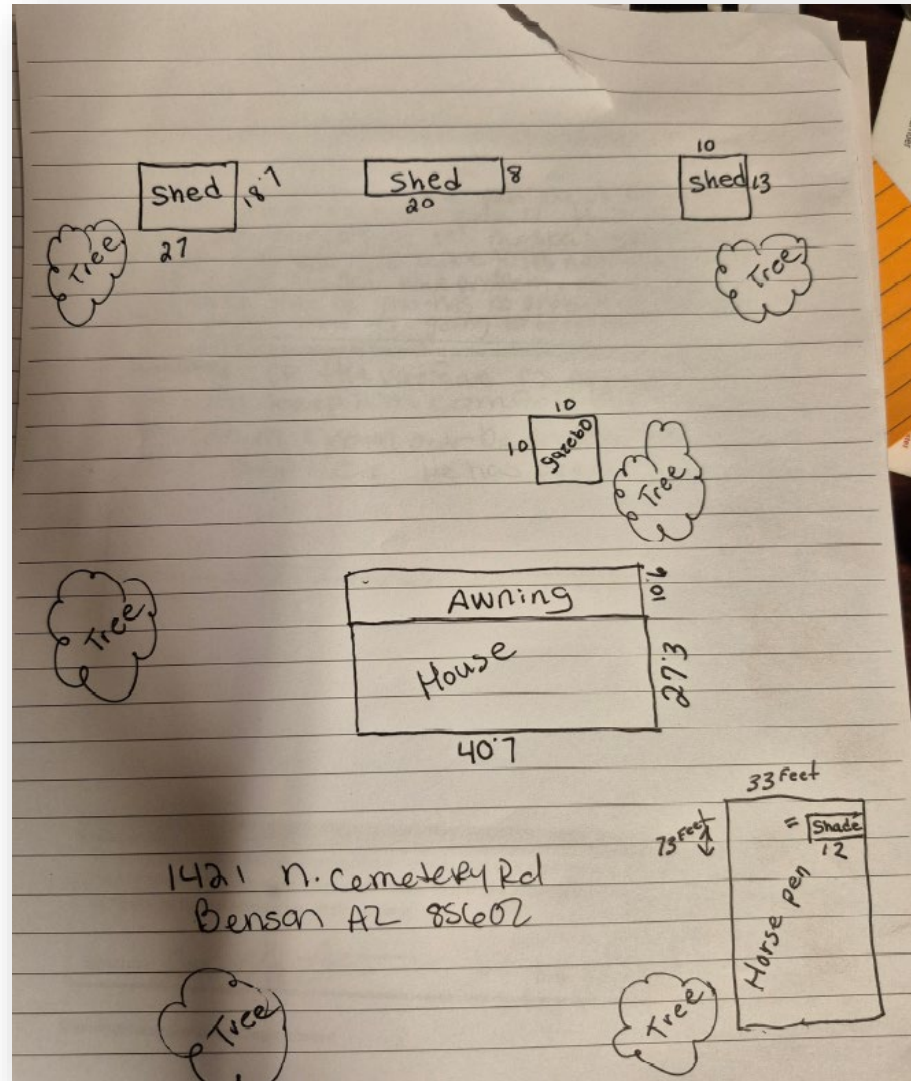 10
Shed
18.7
Shed
8
Shed
13
20
27
Tree
Tree
10
10
gazebo
Tree
Awning
10.6
Tree
House
27.3
40.7
33 Feet
73 Feet
= Shade
12
1421 N. Cemetery Rd
Benson AZ 85602
Horse pen
Tree
Tree